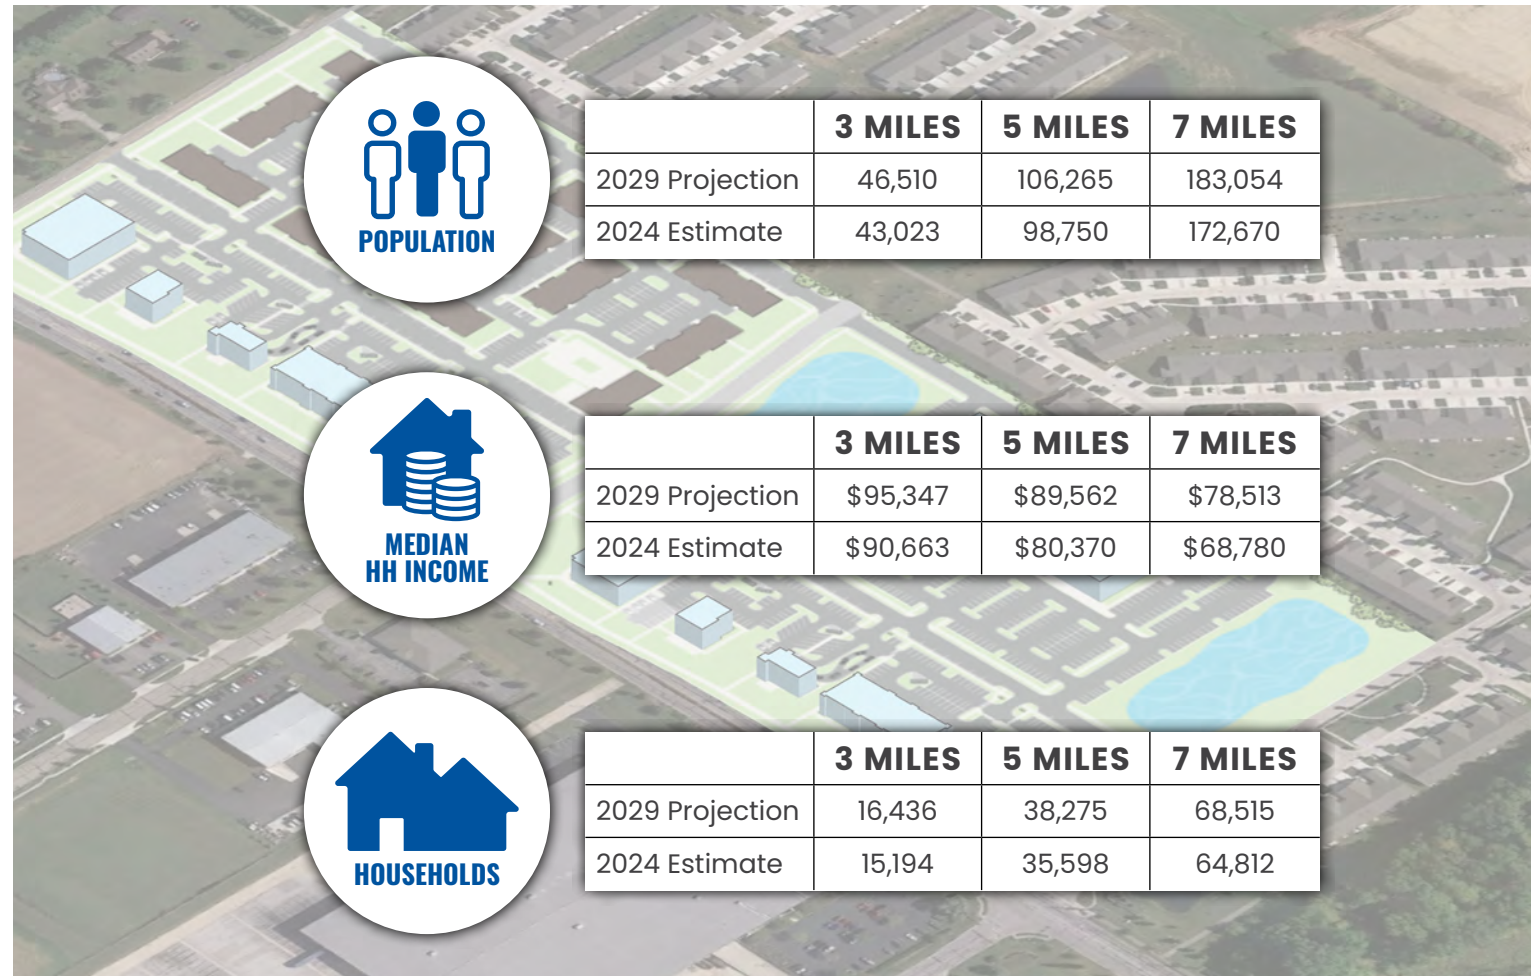 POPULATION
3 MILES 5 MILES 7 MILES
2029 Projection 46,510 106,265 183,054
2024 Estimate 43,023 98,750 172,670
MEDIAN
HH INCOME
3 MILES 5 MILES 7 MILES
2029 Projection $95,347 $89,562 $78,513
2024 Estimate $90,663 $80,370 $68,780
HOUSEHOLDS
3 MILES 5 MILES 7 MILES
2029 Projection 16,436 38,275 68,515
2024 Estimate 15,194 35,598 64,812